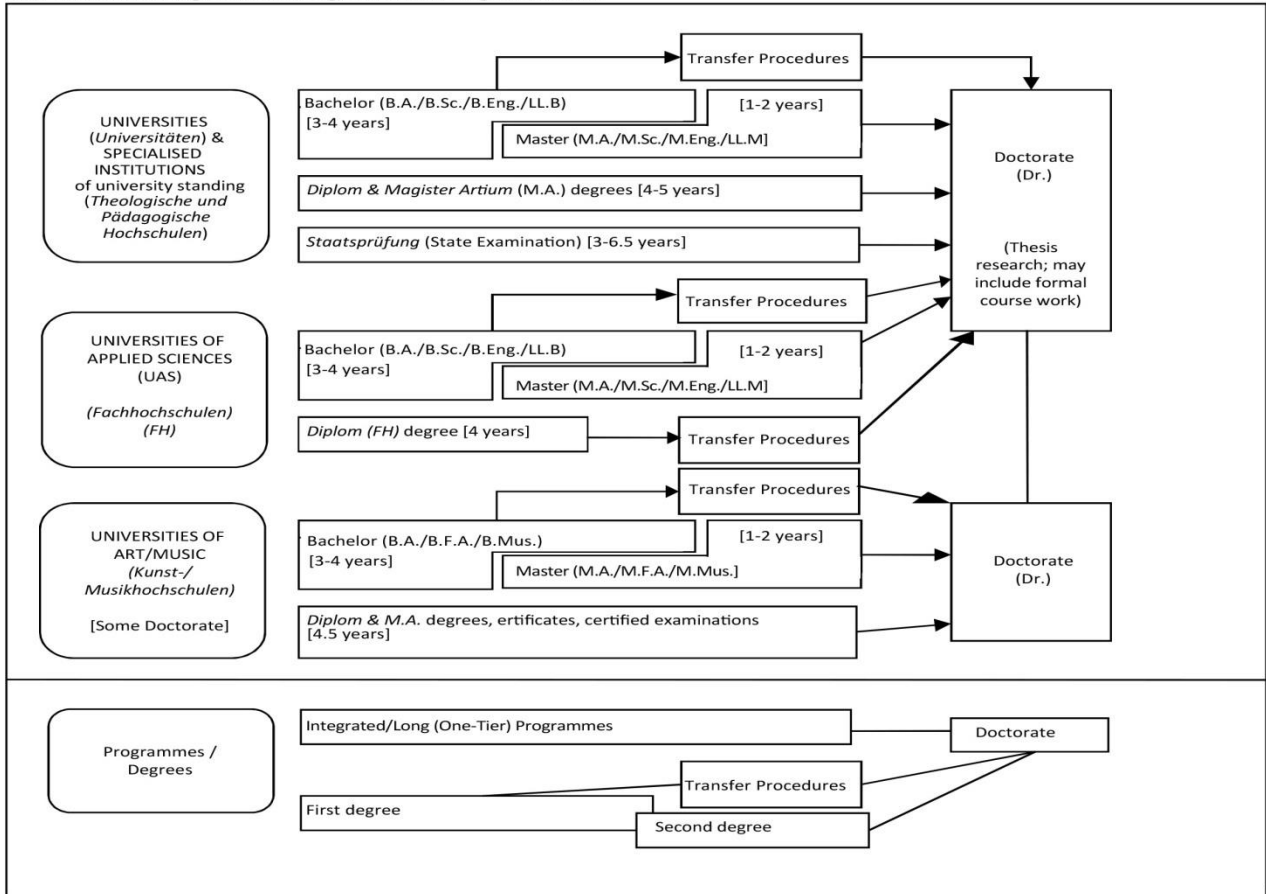 Transfer Procedures
UNIVERSITIES
(Universitäten) &
SPECIALISED
INSTITUTIONS
of university standing
(Theologische und
Pädagogische
Hochschulen)
Bachelor (B.A./B.Sc./B.Eng./LL.B)
[3-4 years]
[1-2 years]
Master (M.A./M.Sc./M.Eng./LL.M]
Diplom & Magister Artium (M.A.) degrees [4-5 years]
Staatsprüfung (State Examination) [3-6.5 years]
Doctorate
(Dr.)
(Thesis
research; may
include formal
course work)
Transfer Procedures
UNIVERSITIES OF
APPLIED SCIENCES
(UAS)
(Fachhochschulen)
(FH)
Bachelor (B.A./B.Sc./B.Eng./LL.B)
[3-4 years]
[1-2 years]
Master (M.A./M.Sc./M.Eng./LL.M]
Diplom (FH) degree [4 years]
Transfer Procedures
Transfer Procedures
UNIVERSITIES OF
ART/MUSIC
(Kunst-/
Musikhochschulen)
[Some Doctorate]
Bachelor (B.A./B.F.A./B.Mus.)
[3-4 years]
[1-2 years]
Master (M.A./M.F.A./M.Mus.]
Diplom & M.A. degrees, ertificates, certified examinations
[4.5 years]
Doctorate
(Dr.)
Programmes /
Degrees
Integrated/Long (One-Tier) Programmes
Doctorate
Transfer Procedures
First degree
Second degree